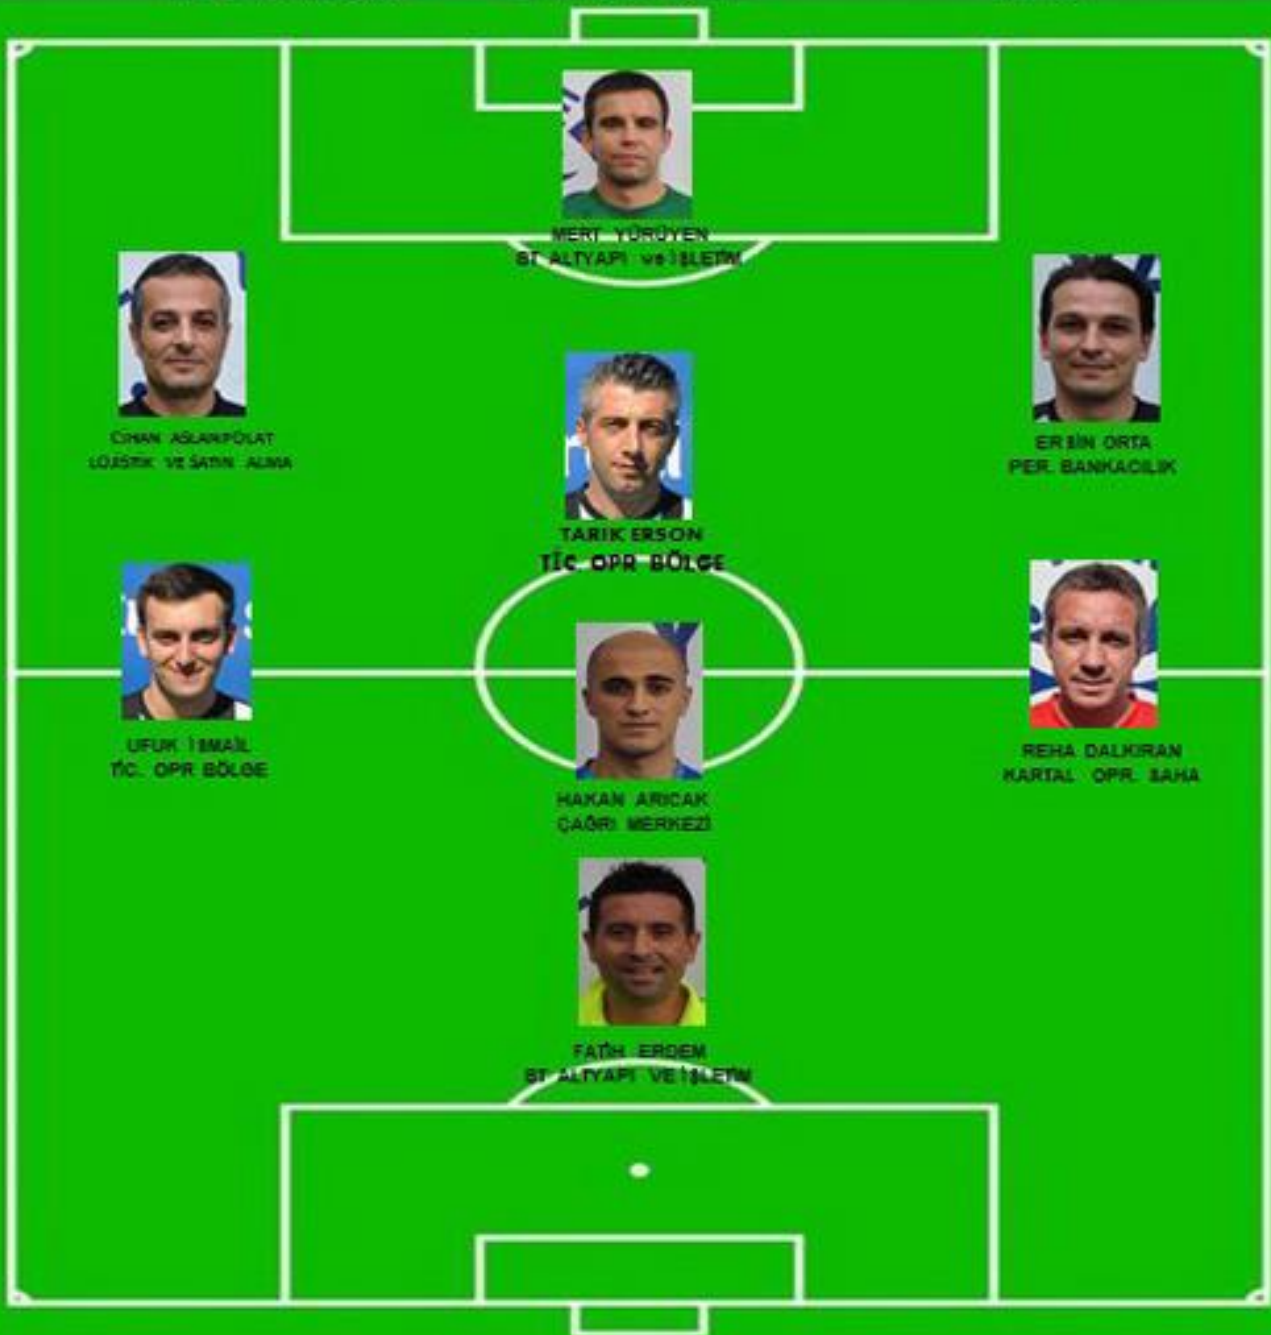 MERT YÜRÜYEN
BT ALTYAPI ve İŞLETİM
CİHAN ASLANPOLAT
LOJİSTİK VE SATIN ALMA
ERSİN ORTA
PER. BANKACILIK
TARIK ERSON
TİC. OPR BÖLGE
UFUK İSMAİL
TİC. OPR BÖLGE
REHA DALKIRAN
KARTAL OPR. SAHA
HAKAN ARICAK
ÇAĞRI MERKEZİ
FATİH ERDEM
BT ALTYAPI VE İŞLETİM